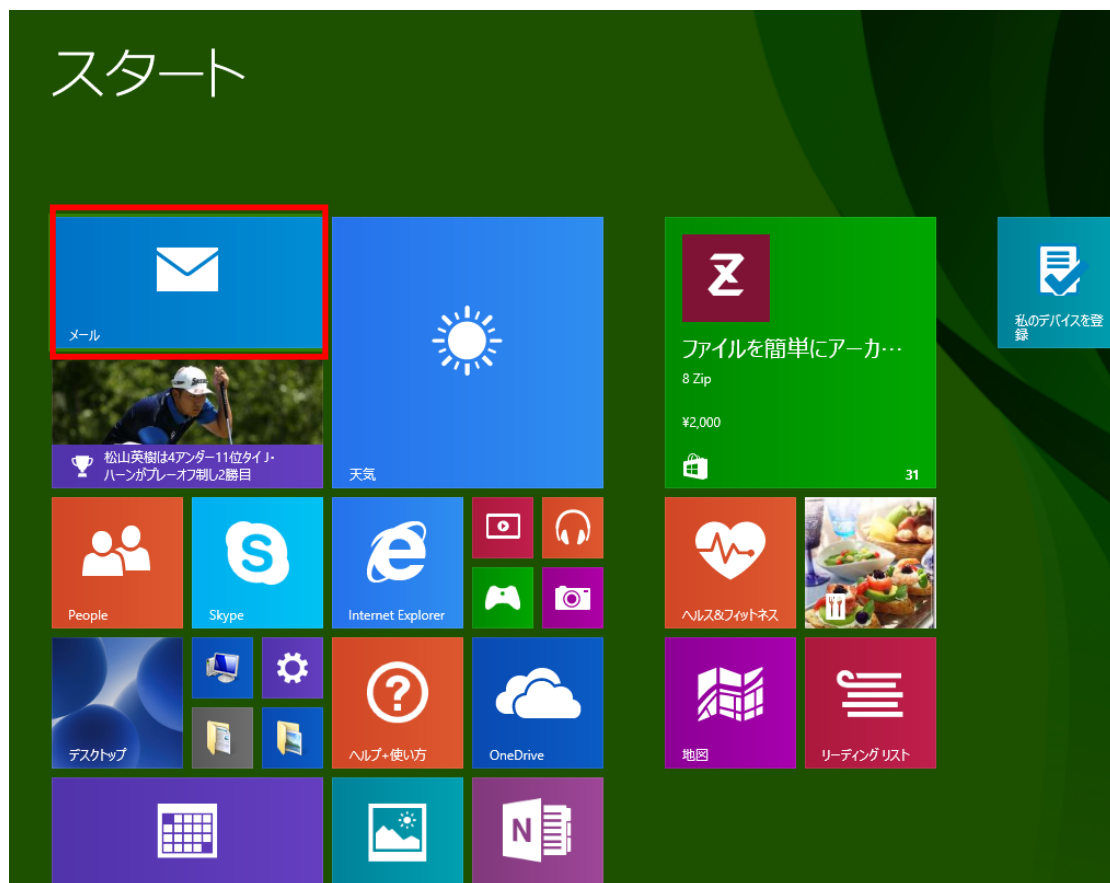 スタート
メール
松山英樹は4アンダー11位タイ J・
ハーンがプレーオフ制し2勝目
天気
ファイルを簡単にアーカ…
8 Zip
¥2,000
31
私のデバイスを登
録
People
Skype
Internet Explorer
ヘルス&フィットネス
デスクトップ
ヘルプ+使い方
OneDrive
地図
リーディング リスト
N